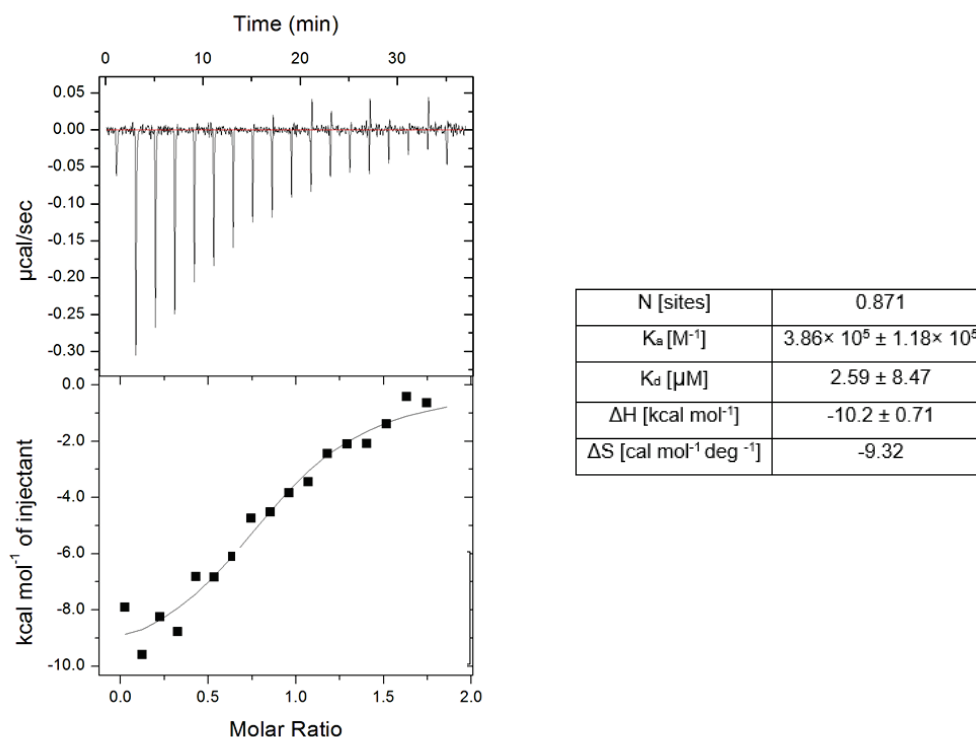 Time (min)
0 10 20 30
0.05
0.00
-0.05
-0.10
-0.15
-0.20
-0.25
-0.30
µcal/sec
0.0
-2.0
-4.0
-6.0
-8.0
-10.0
kcal mol⁻¹ of injectant
0.0 0.5 1.0 1.5 2.0
Molar Ratio
N [sites] 0.871
Kₐ [M⁻¹] 3.86× 10⁵ ± 1.18× 10⁵
K_d [µM] 2.59 ± 8.47
ΔH [kcal mol⁻¹] -10.2 ± 0.71
ΔS [cal mol⁻¹ deg ⁻¹] -9.32